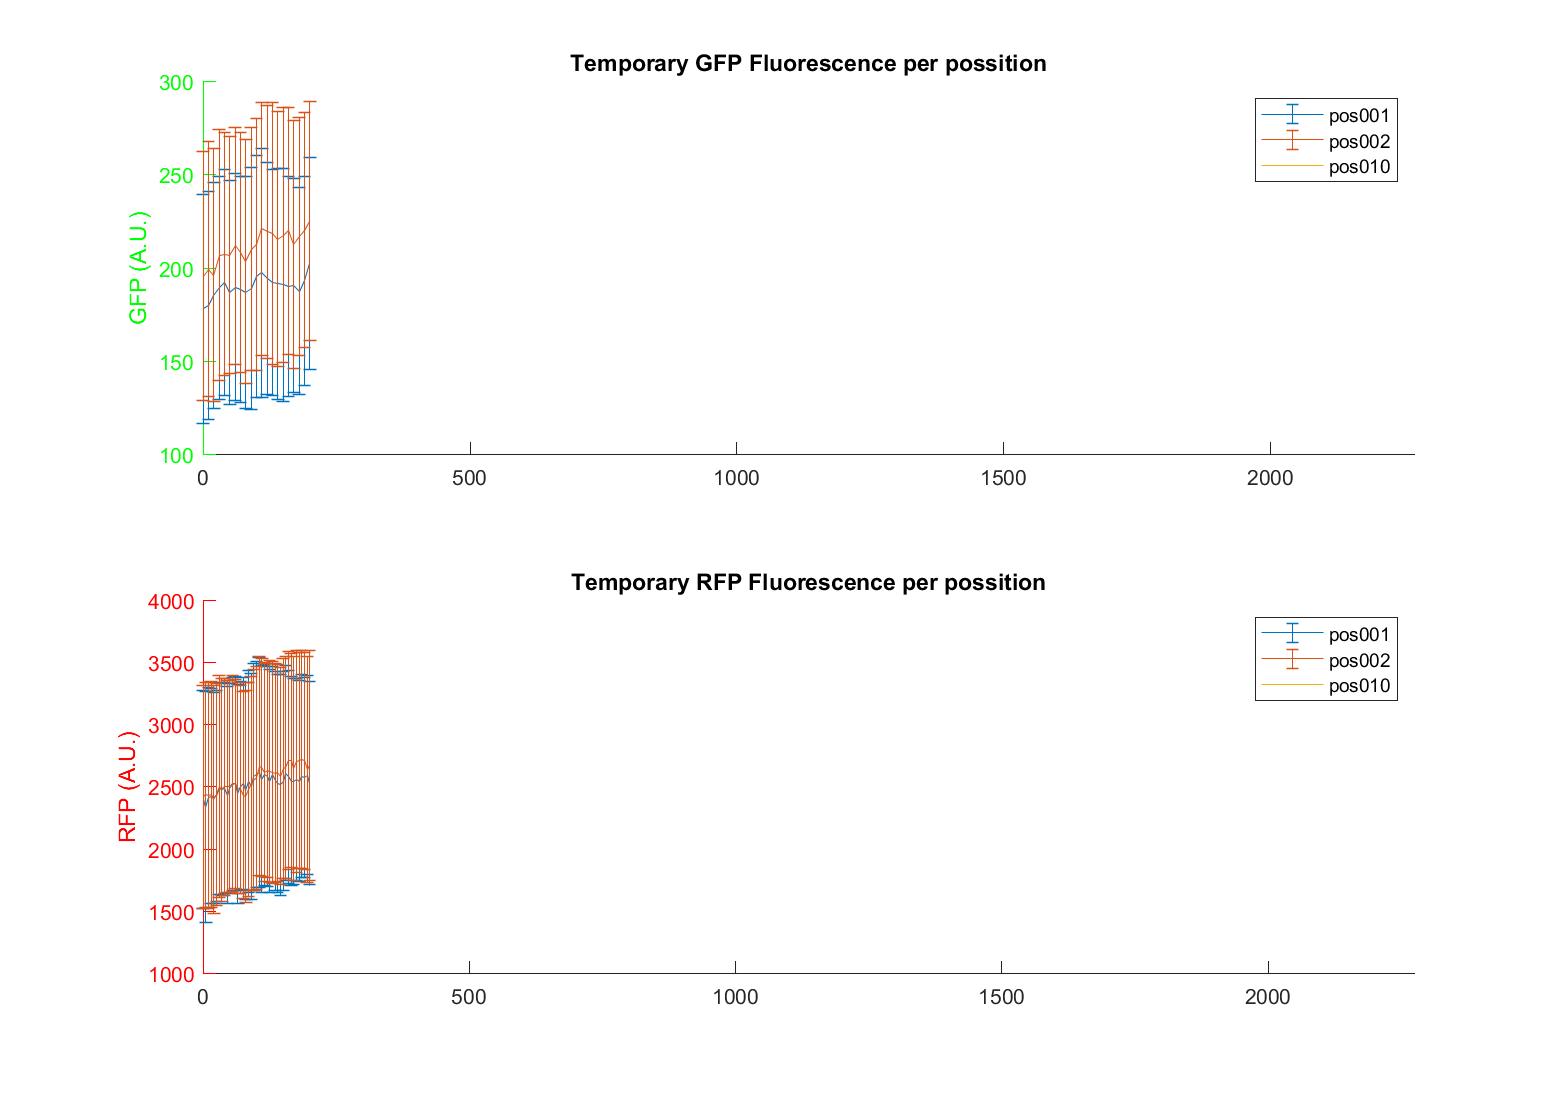 Temporary GFP Fluorescence per possition
300
250
200
150
100
GFP (A.U.)
pos001
pos002
pos010
0 500 1000 1500 2000
Temporary RFP Fluorescence per possition
4000
3500
3000
2500
2000
1500
1000
RFP (A.U.)
pos001
pos002
pos010
0 500 1000 1500 2000